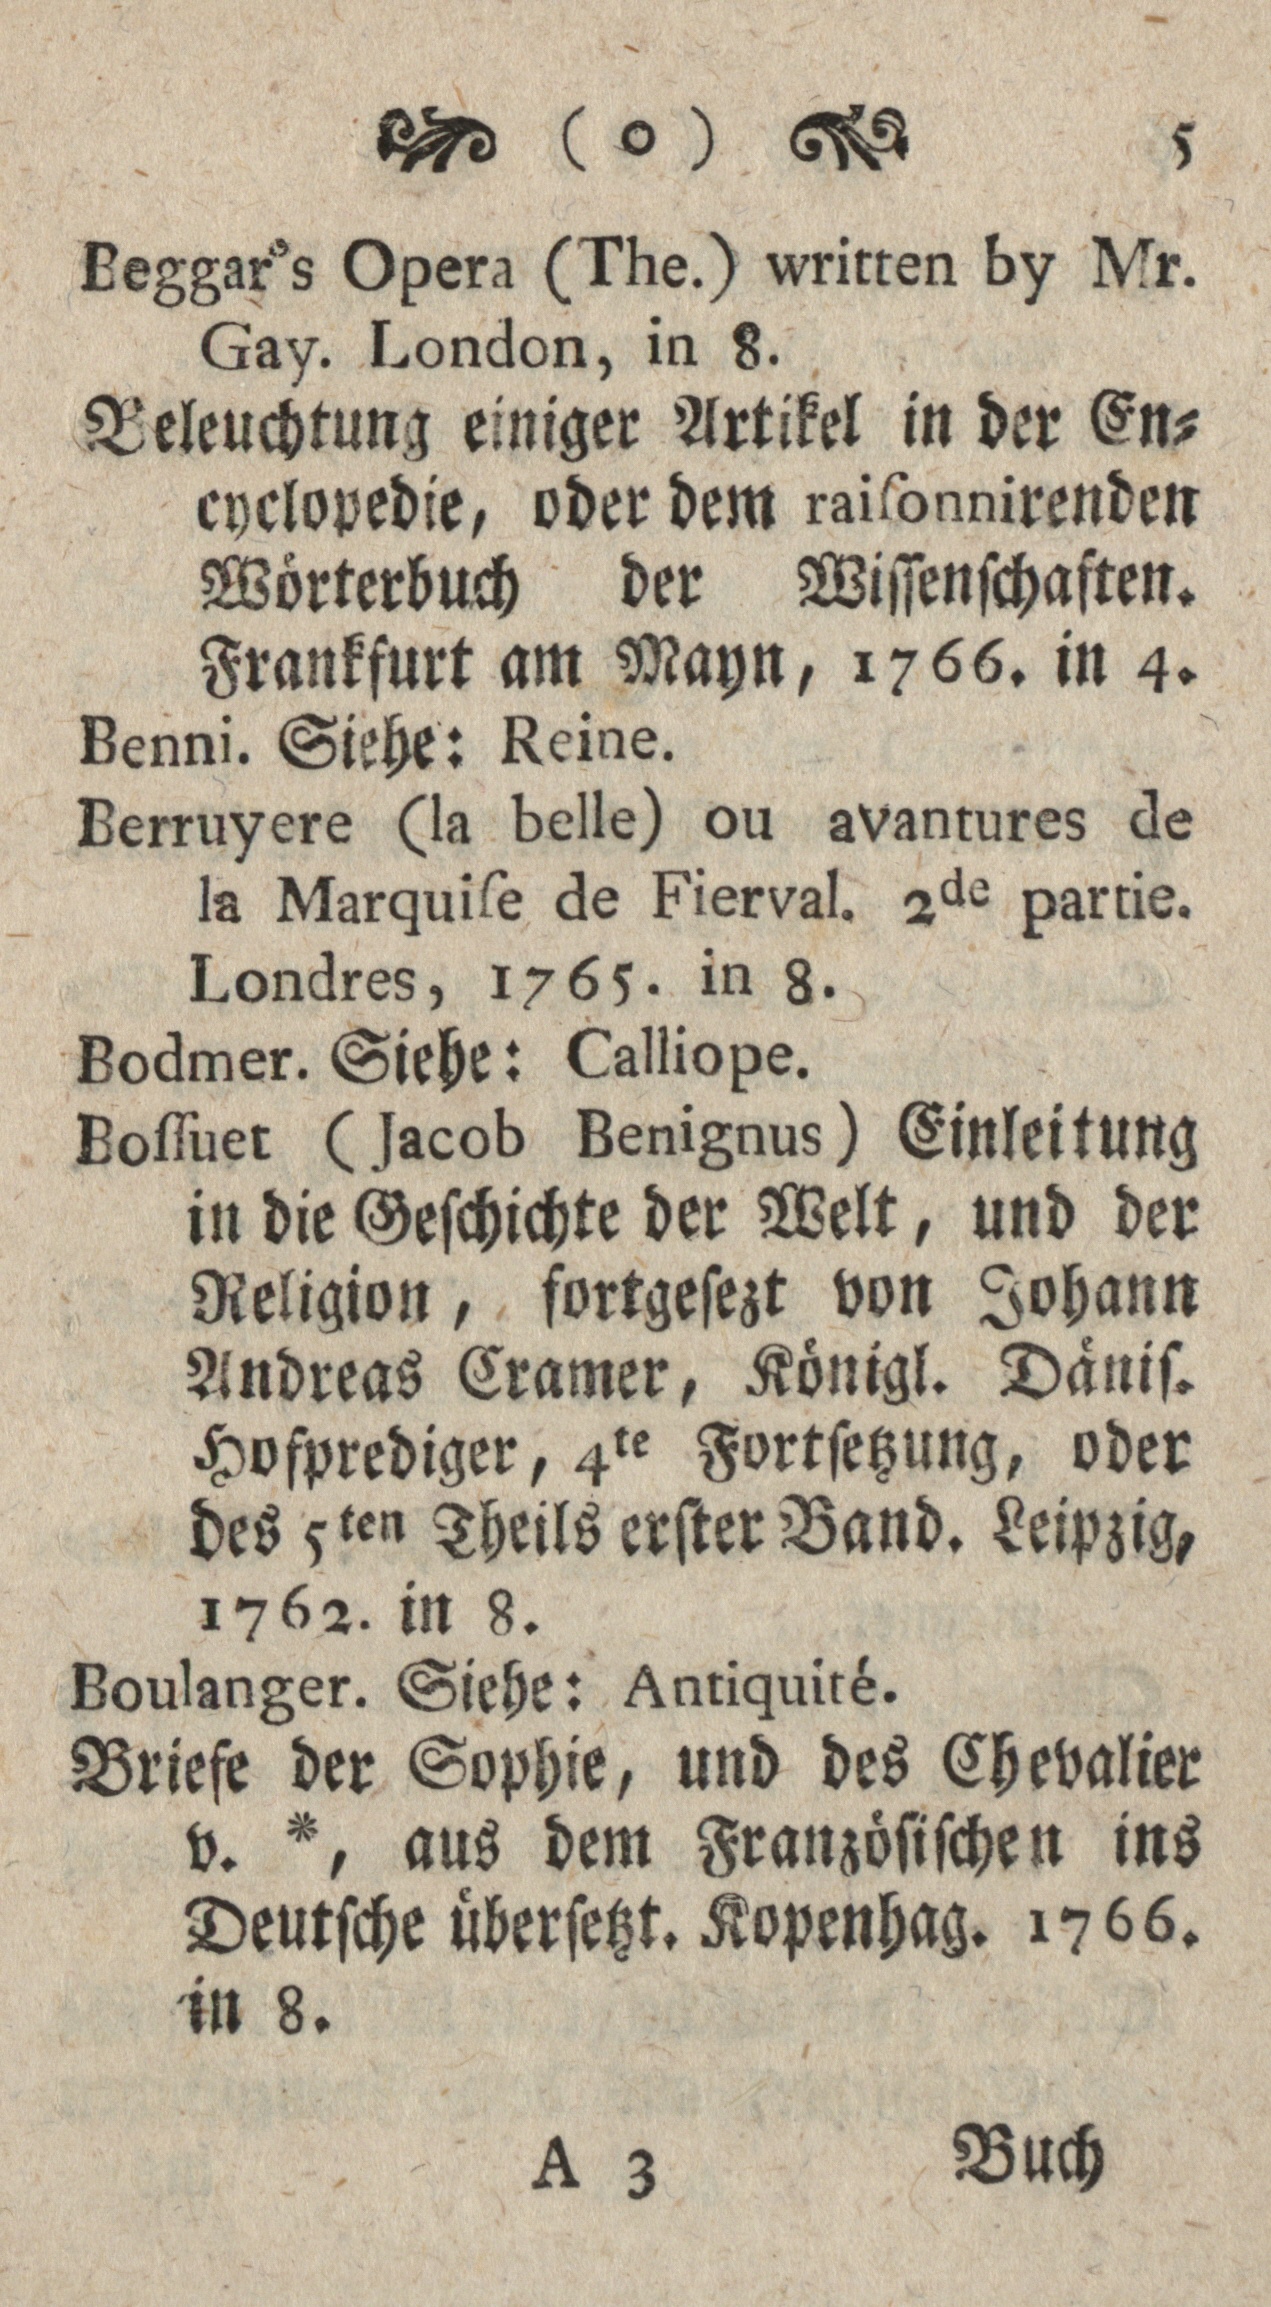 ( o ) 5
Beggar's Opera (The.) written by Mr.
Gay. London, in 8.
Beleuchtung einiger Artikel in der En⸗
cyclopedie, oder dem raiſonnirenden
Wörterbuch der Wiſſenſchaften.
Frankfurt am Mayn, 1766. in 4.
Benni. Siehe: Reine.
Berruyere (la belle) ou avantures de
la Marquiſe de Fierval. 2de partie.
Londres, 1765. in 8.
Bodmer. Siehe: Calliope.
Boſſuet (Jacob Benignus) Einleitung
in die Geſchichte der Welt, und der
Religion, fortgeſezt von Johann
Andreas Cramer, Königl. Däniſ.
Hofprediger, 4te Fortſetzung, oder
des 5ten Theils erſter Band. Leipzig,
1762. in 8.
Boulanger. Siehe: Antiquité.
Briefe der Sophie, und des Chevalier
v. *, aus dem Franzöſiſchen ins
Deutſche überſetzt. Kopenhag. 1766.
in 8.
A 3 Buch